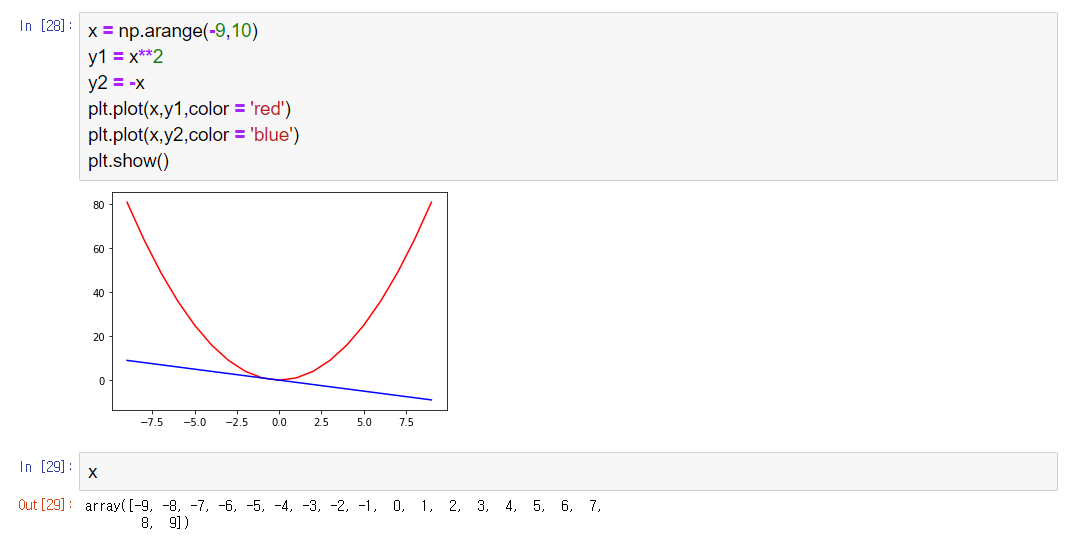 In [28]:
x = np.arange(-9,10)
y1 = x**2
y2 = -x
plt.plot(x,y1,color = 'red')
plt.plot(x,y2,color = 'blue')
plt.show()
80
60
40
20
0
−7.5 −5.0 −2.5 0.0 2.5 5.0 7.5
In [29]:
x
Out[29]: array([-9, -8, -7, -6, -5, -4, -3, -2, -1,  0,  1,  2,  3,  4,  5,  6,  7,
8,  9])